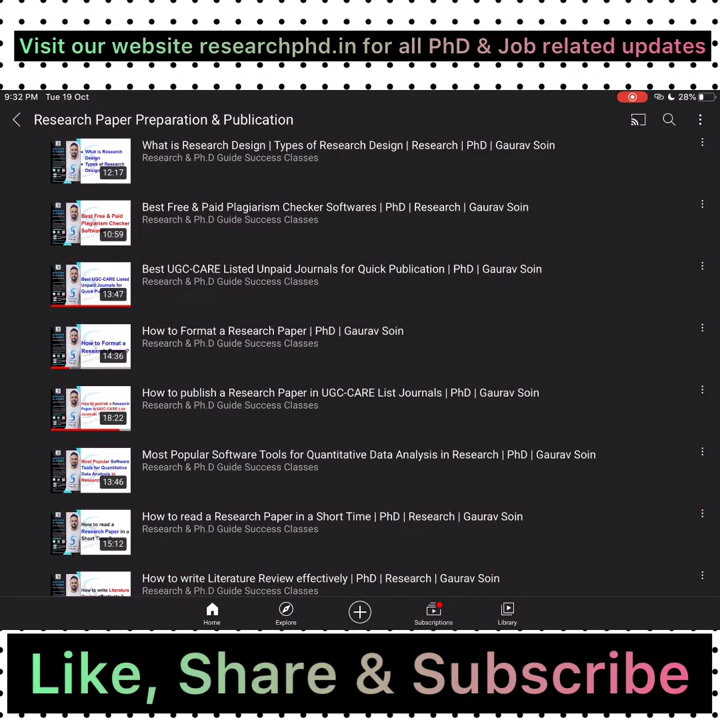 Visit our website researchphd.in for all PhD & Job related updates
9:32 PM Tue 19 Oct 28%
Research Paper Preparation & Publication
What is Research Design | Types of Research Design | Research | PhD | Gaurav Soin
Research & Ph.D Guide Success Classes
12:17
Best Free & Paid Plagiarism Checker Softwares | PhD | Research | Gaurav Soin
Research & Ph.D Guide Success Classes
10:59
Best UGC-CARE Listed Unpaid Journals for Quick Publication | PhD | Gaurav Soin
Research & Ph.D Guide Success Classes
13:47
How to Format a Research Paper | PhD | Gaurav Soin
Research & Ph.D Guide Success Classes
14:36
How to publish a Research Paper in UGC-CARE List Journals | PhD | Gaurav Soin
Research & Ph.D Guide Success Classes
18:22
Most Popular Software Tools for Quantitative Data Analysis in Research | PhD | Gaurav Soin
Research & Ph.D Guide Success Classes
13:46
How to read a Research Paper in a Short Time | PhD | Research | Gaurav Soin
Research & Ph.D Guide Success Classes
15:12
How to write Literature Review effectively | PhD | Research | Gaurav Soin
Research & Ph.D Guide Success Classes
Home Explore Subscriptions Library
Like, Share & Subscribe